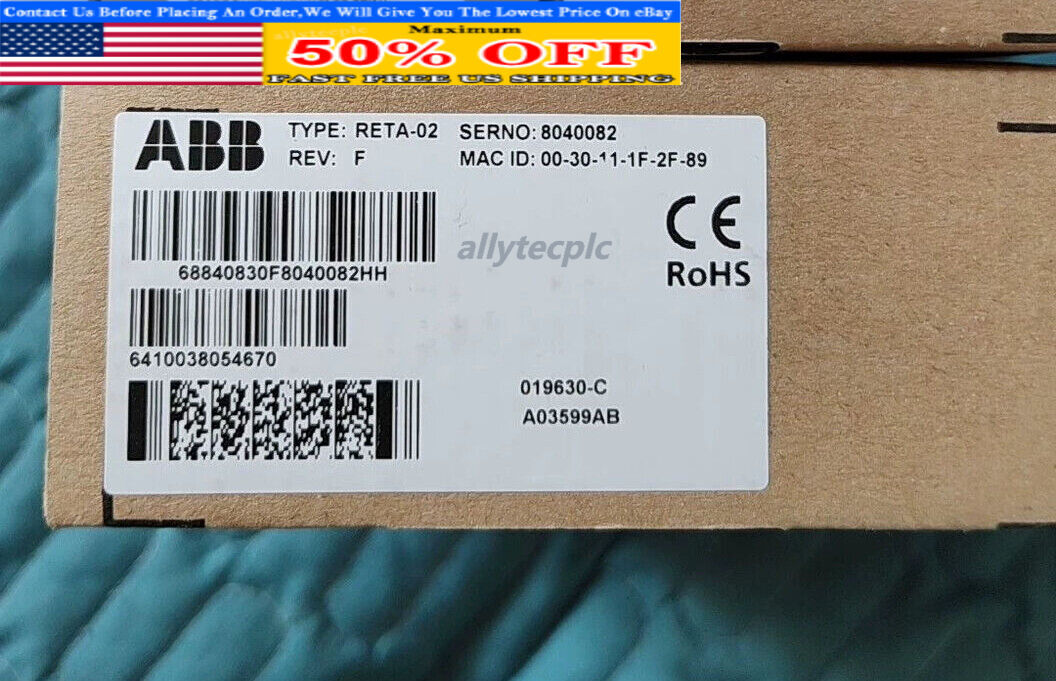 Contact Us Before Placing An Order,We Will Give You The Lowest Price On eBay
allytecplc
Maximum
50% OFF
FAST FREE US SHIPPING
ABB
TYPE: RETA-02 SERNO: 8040082
REV: F MAC ID: 00-30-11-1F-2F-89
allytecplc
68840830F8040082HH
CE
RoHS
6410038054670
019630-C
A03599AB